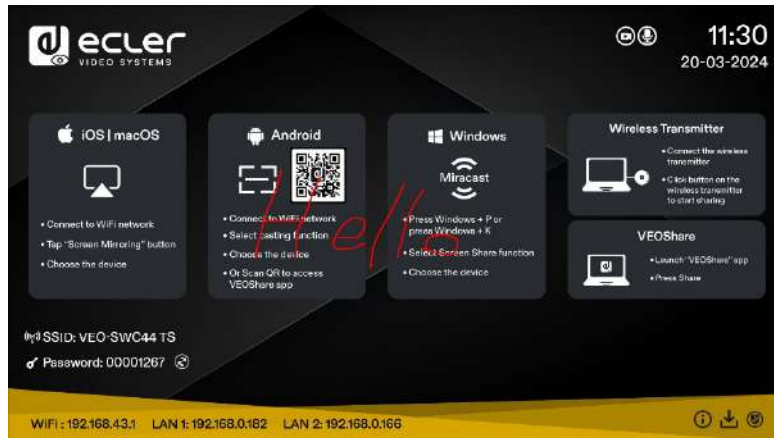 ecler
VIDEO SYSTEMS
11:30
20-03-2024
iOS | macOS
• Connect to WiFi network
• Tap "Screen Mirroring" button
• Choose the device
Android
• Connect to WiFi network
• Select casting function
• Choose the device
• Or Scan QR to access
VEOShare app
Hello
Windows
Miracast
• Press Windows + P or
press Windows + K
• Select Screen Share function
• Choose the device
Wireless Transmitter
• Connect the wireless
transmitter
• Click button on the
wireless transmitter
to start sharing
VEOShare
• Launch "VEOShare" app
• Press Share
SSID: VEO-SWC44 TS
Password: 00001267
WiFi : 192.168.43.1 LAN 1: 192.168.0.182 LAN 2: 192.168.0.166